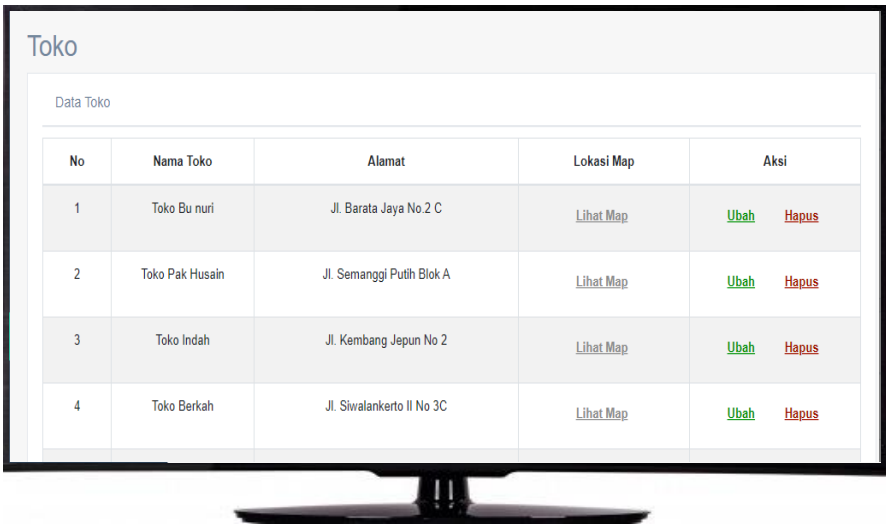 Toko
Data Toko
No Nama Toko Alamat Lokasi Map Aksi
1 Toko Bu nuri Jl. Barata Jaya No.2 C Lihat Map Ubah Hapus
2 Toko Pak Husain Jl. Semanggi Putih Blok A Lihat Map Ubah Hapus
3 Toko Indah Jl. Kembang Jepun No 2 Lihat Map Ubah Hapus
4 Toko Berkah Jl. Siwalankerto II No 3C Lihat Map Ubah Hapus